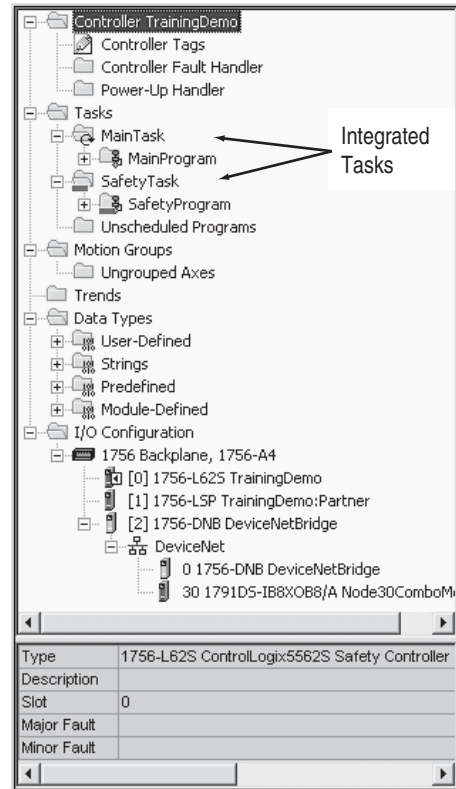 Controller TrainingDemo
Controller Tags
Controller Fault Handler
Power-Up Handler
Tasks
MainTask
MainProgram
SafetyTask
SafetyProgram
Unscheduled Programs
Integrated
Tasks
Motion Groups
Ungrouped Axes
Trends
Data Types
User-Defined
Strings
Predefined
Module-Defined
I/O Configuration
1756 Backplane, 1756-A4
[0] 1756-L62S TrainingDemo
[1] 1756-LSP TrainingDemo:Partner
[2] 1756-DNB DeviceNetBridge
DeviceNet
0 1756-DNB DeviceNetBridge
30 1791DS-IB8XOB8/A Node30ComboM
Type 1756-L62S ControlLogix5562S Safety Controller
Description
Slot 0
Major Fault
Minor Fault